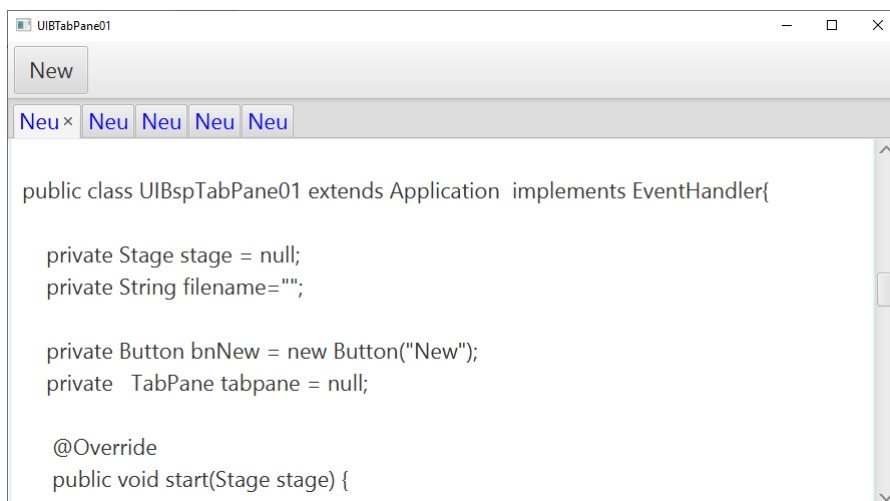 UIBTabPane01
New
Neu × Neu Neu Neu Neu
public class UIBspTabPane01 extends Application  implements EventHandler{
private Stage stage = null;
private String filename="";
private Button bnNew = new Button("New");
private   TabPane tabpane = null;
@Override
public void start(Stage stage) {